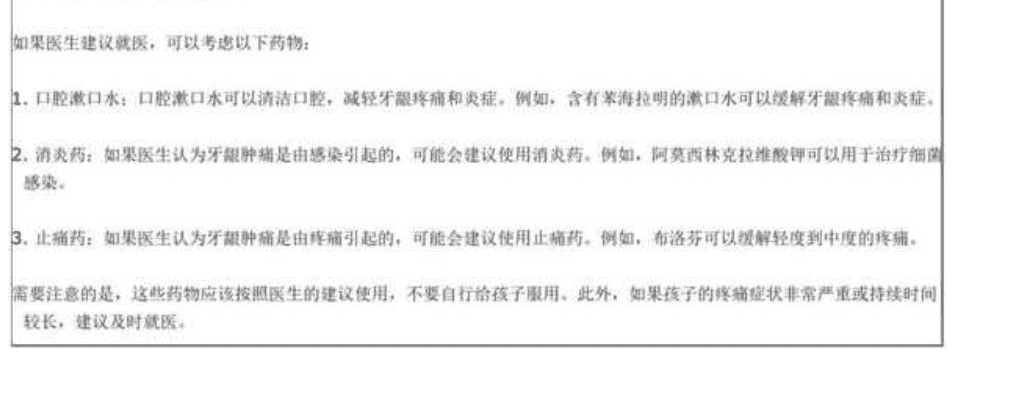 如果医生建议就医，可以考虑以下药物：
1. 口腔漱口水：口腔漱口水可以清洁口腔，减轻牙龈疼痛和炎症。例如，含有苯海拉明的漱口水可以缓解牙龈疼痛和炎症。
2. 消炎药：如果医生认为牙龈肿痛是由感染引起的，可能会建议使用消炎药。例如，阿莫西林克拉维酸钾可以用于治疗细菌
感染。
3. 止痛药：如果医生认为牙龈肿痛是由疼痛引起的，可能会建议使用止痛药。例如，布洛芬可以缓解轻度到中度的疼痛。
需要注意的是，这些药物应该按照医生的建议使用，不要自行给孩子服用。此外，如果孩子的疼痛症状非常严重或持续时间
较长，建议及时就医。